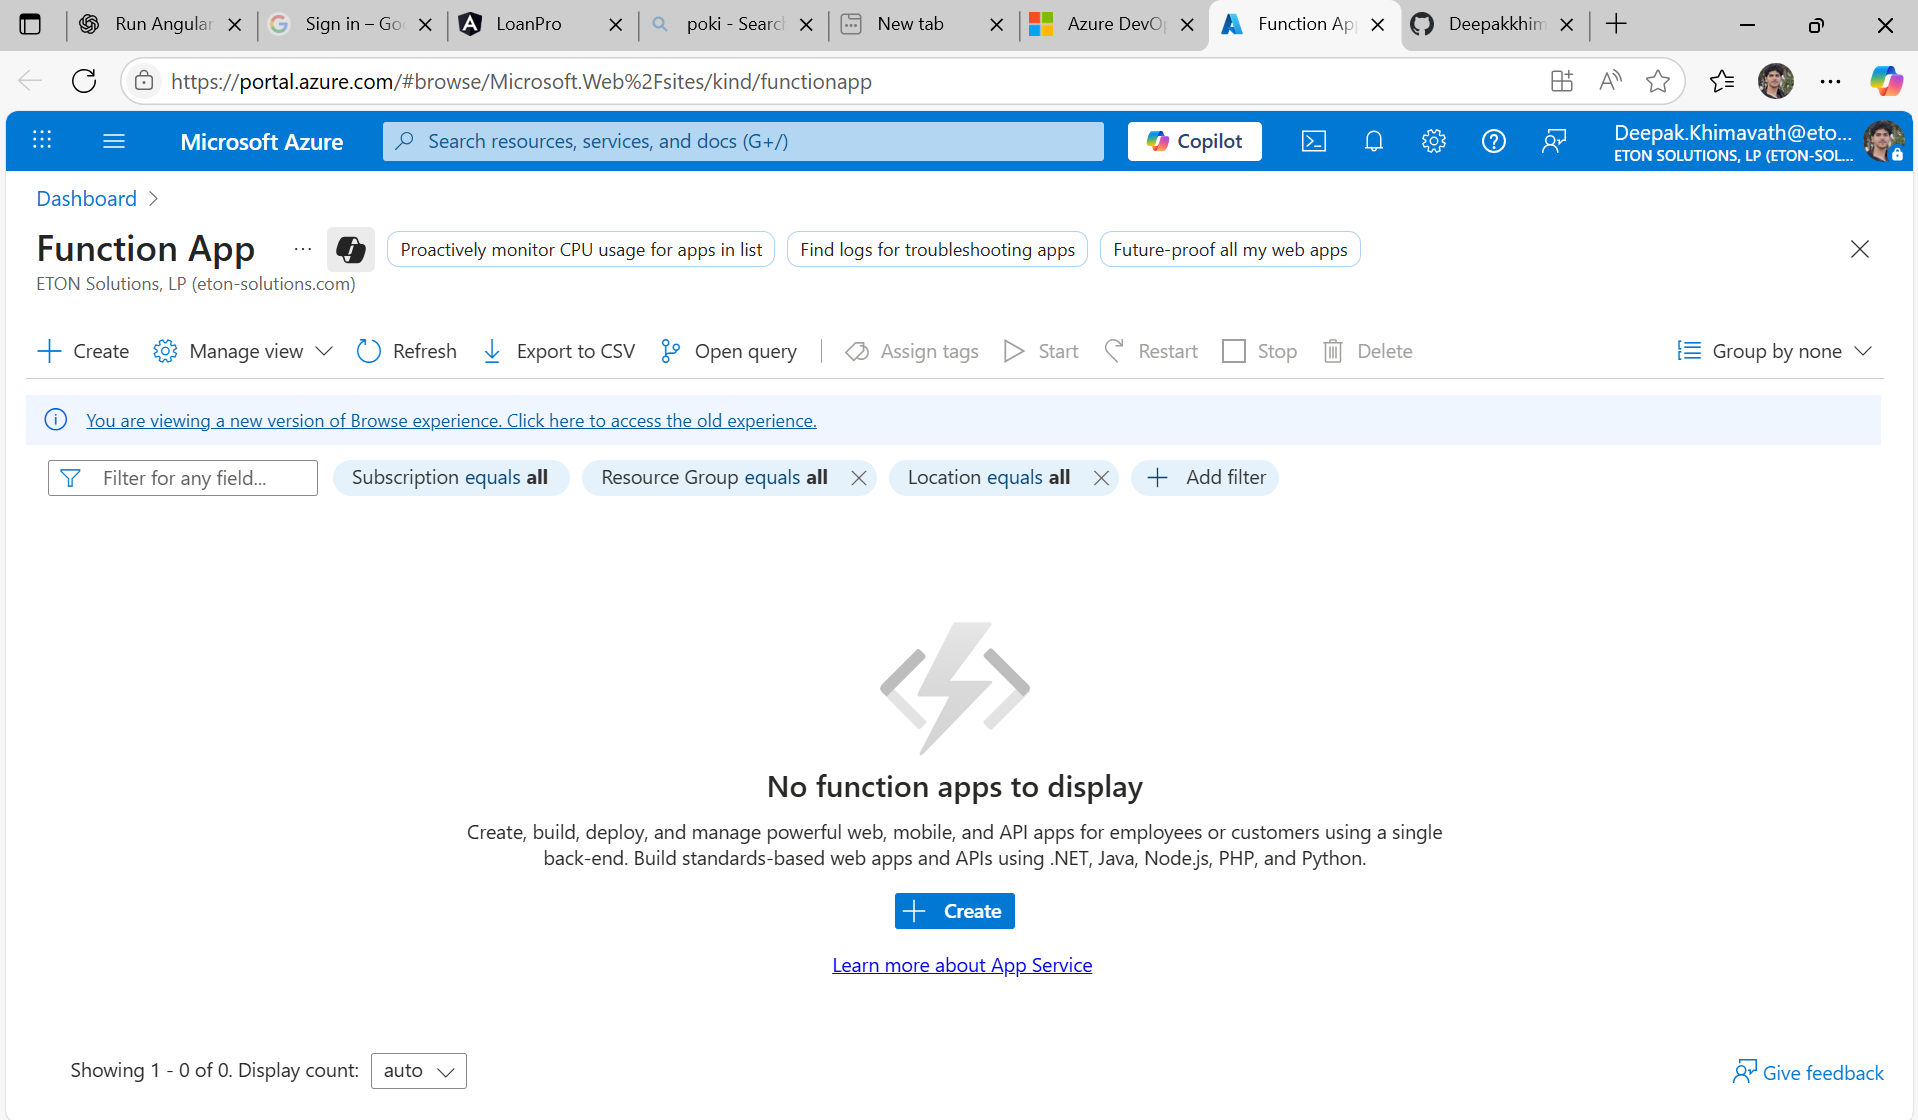 Run Angular
Sign in – Goo
LoanPro
poki - Search
New tab
Azure DevOp
Function App
Deepakkhim
https://portal.azure.com/#browse/Microsoft.Web%2Fsites/kind/functionapp
Microsoft Azure
Search resources, services, and docs (G+/)
Copilot
Deepak.Khimavath@eto...
ETON SOLUTIONS, LP (ETON-SOL...
Dashboard
Function App
Proactively monitor CPU usage for apps in list
Find logs for troubleshooting apps
Future-proof all my web apps
ETON Solutions, LP (eton-solutions.com)
Create
Manage view
Refresh
Export to CSV
Open query
Assign tags
Start
Restart
Stop
Delete
Group by none
You are viewing a new version of Browse experience. Click here to access the old experience.
Filter for any field...
Subscription equals all
Resource Group equals all
Location equals all
Add filter
No function apps to display
Create, build, deploy, and manage powerful web, mobile, and API apps for employees or customers using a single
back-end. Build standards-based web apps and APIs using .NET, Java, Node.js, PHP, and Python.
Create
Learn more about App Service
Showing 1 - 0 of 0. Display count:
auto
Give feedback